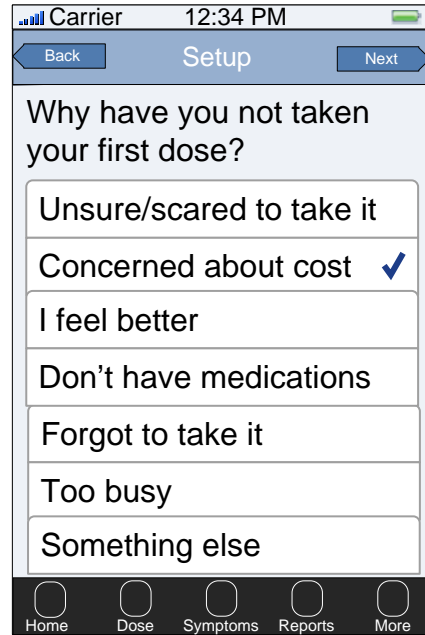 Carrier 12:34 PM
Back Setup Next
Why have you not taken
your first dose?
Unsure/scared to take it
Concerned about cost
I feel better
Don't have medications
Forgot to take it
Too busy
Something else
Home Dose Symptoms Reports More